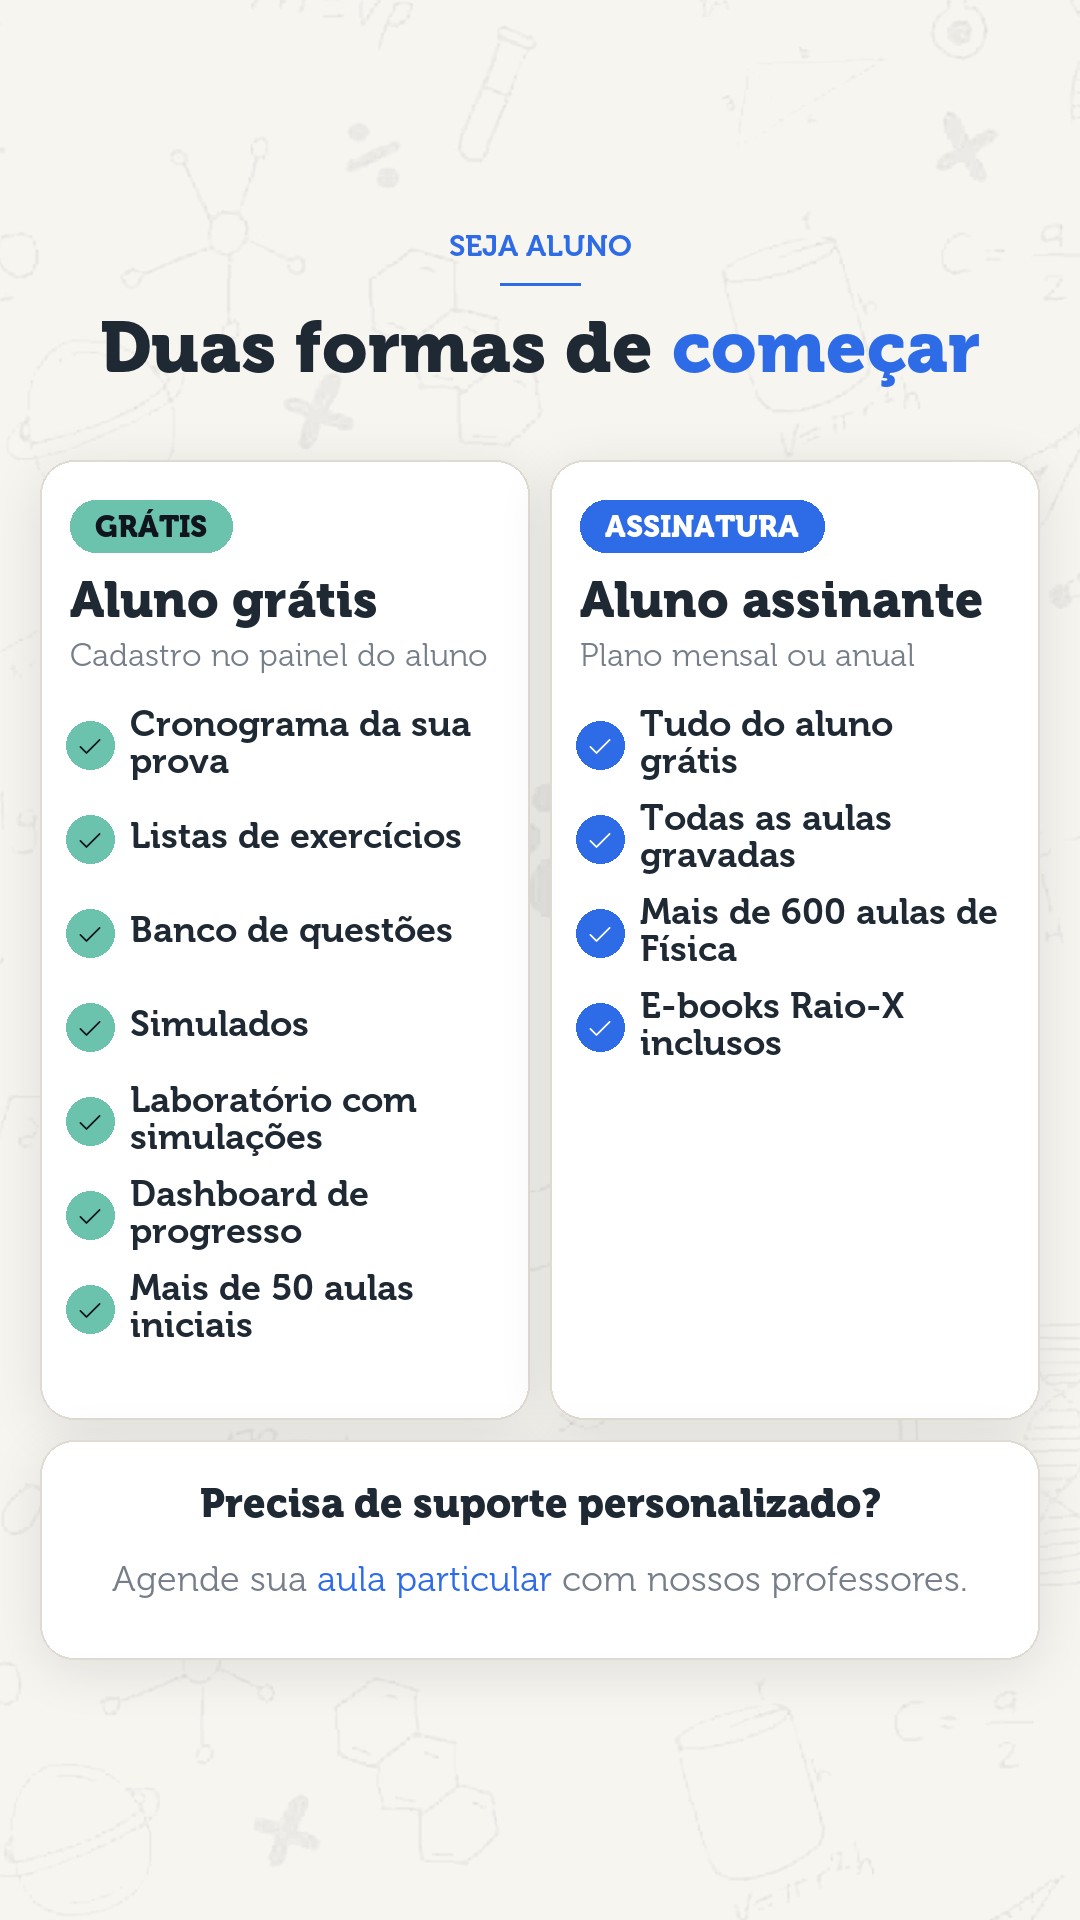 SEJA ALUNO
Duas formas de começar
GRÁTIS
Aluno grátis
Cadastro no painel do aluno
Cronograma da sua
prova
Listas de exercícios
Banco de questões
Simulados
Laboratório com
simulações
Dashboard de
progresso
Mais de 50 aulas
iniciais
ASSINATURA
Aluno assinante
Plano mensal ou anual
Tudo do aluno
grátis
Todas as aulas
gravadas
Mais de 600 aulas de
Física
E-books Raio-X
inclusos
Precisa de suporte personalizado?
Agende sua aula particular com nossos professores.